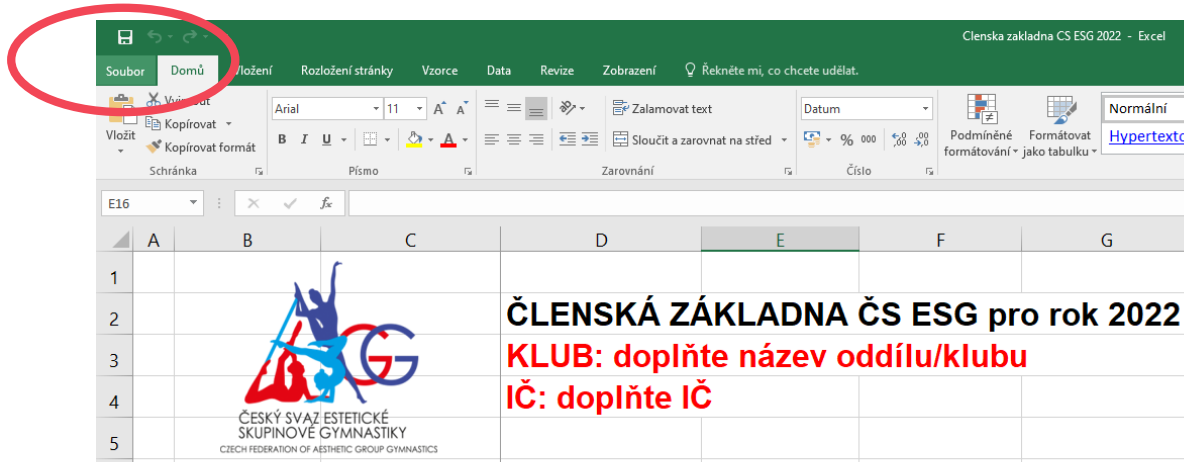 Clenska zakladna CS ESG 2022 - Excel
Soubor Domů Vložení Rozložení stránky Vzorce Data Revize Zobrazení Řekněte mi, co chcete udělat.
Vyjmout Arial 11 A A Zalamovat text Datum Normální
Vložit Kopírovat B I U A Sloučit a zarovnat na střed % 000 Podmíněné formátování Formátovat jako tabulku Hypertexto
Kopírovat formát
Schránka Písmo Zarovnání Číslo
E16 fx
A B C D E F G
1
2 ČLENSKÁ ZÁKLADNA ČS ESG pro rok 2022
3 KLUB: doplňte název oddílu/klubu
4 IČ: doplňte IČ
5
AGG
ČESKÝ SVAZ ESTETICKÉ
SKUPINOVÉ GYMNASTIKY
CZECH FEDERATION OF AESTHETIC GROUP GYMNASTICS